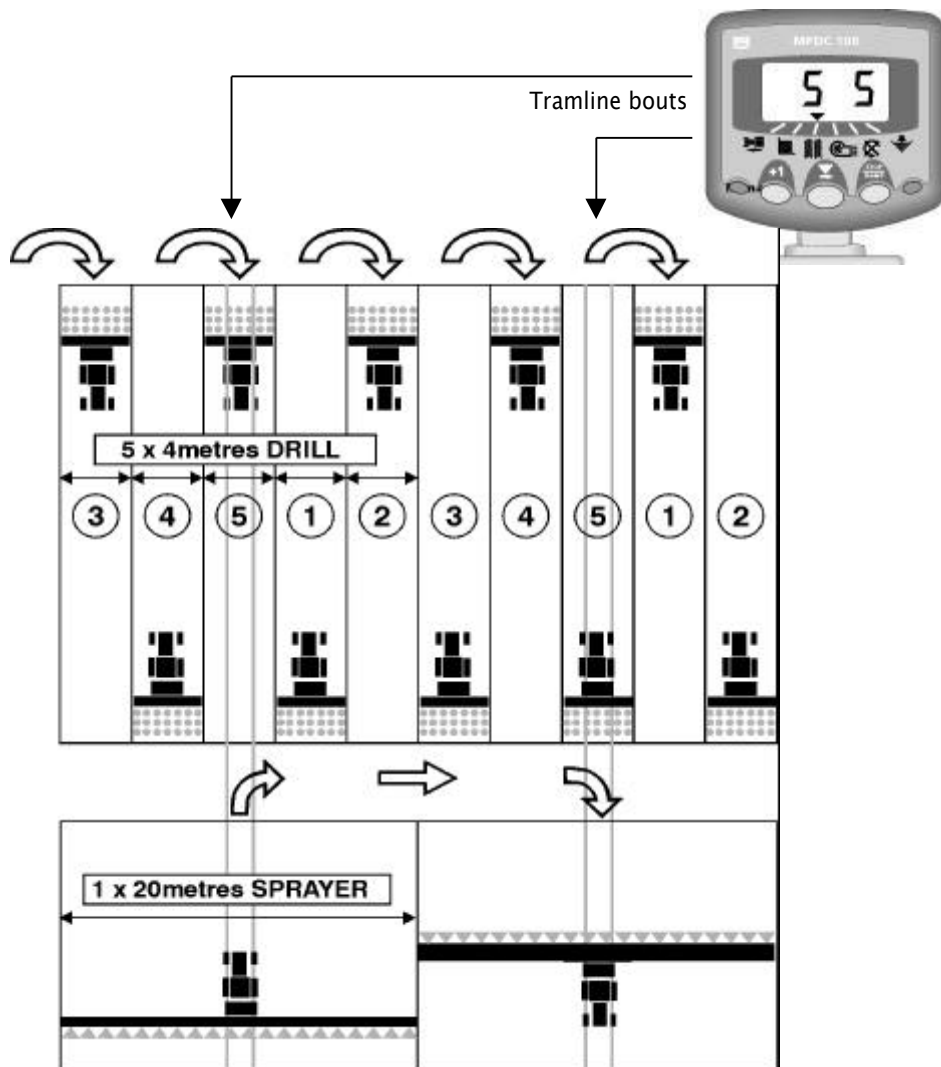 MFDC 100
5 5
Tramline bouts
+1
5 x 4metres DRILL
3 4 5 1 2 3 4 5 1 2
1 x 20metres SPRAYER